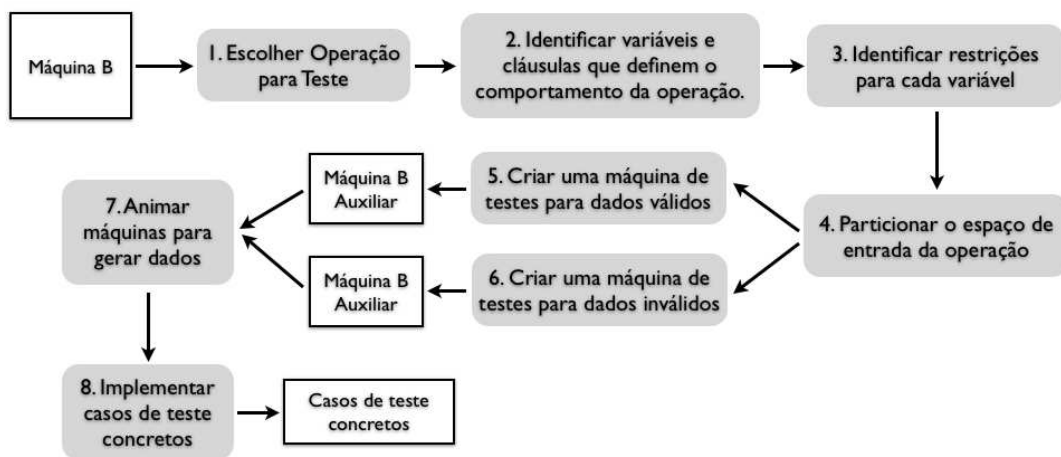 Máquina B
1. Escolher Operação
para Teste
2. Identificar variáveis e
cláusulas que definem o
comportamento da operação.
3. Identificar restrições
para cada variável
4. Particionar o espaço de
entrada da operação
5. Criar uma máquina de
testes para dados válidos
Máquina B
Auxiliar
6. Criar uma máquina de
testes para dados inválidos
Máquina B
Auxiliar
7. Animar
máquinas para
gerar dados
8. Implementar
casos de teste
concretos
Casos de teste
concretos